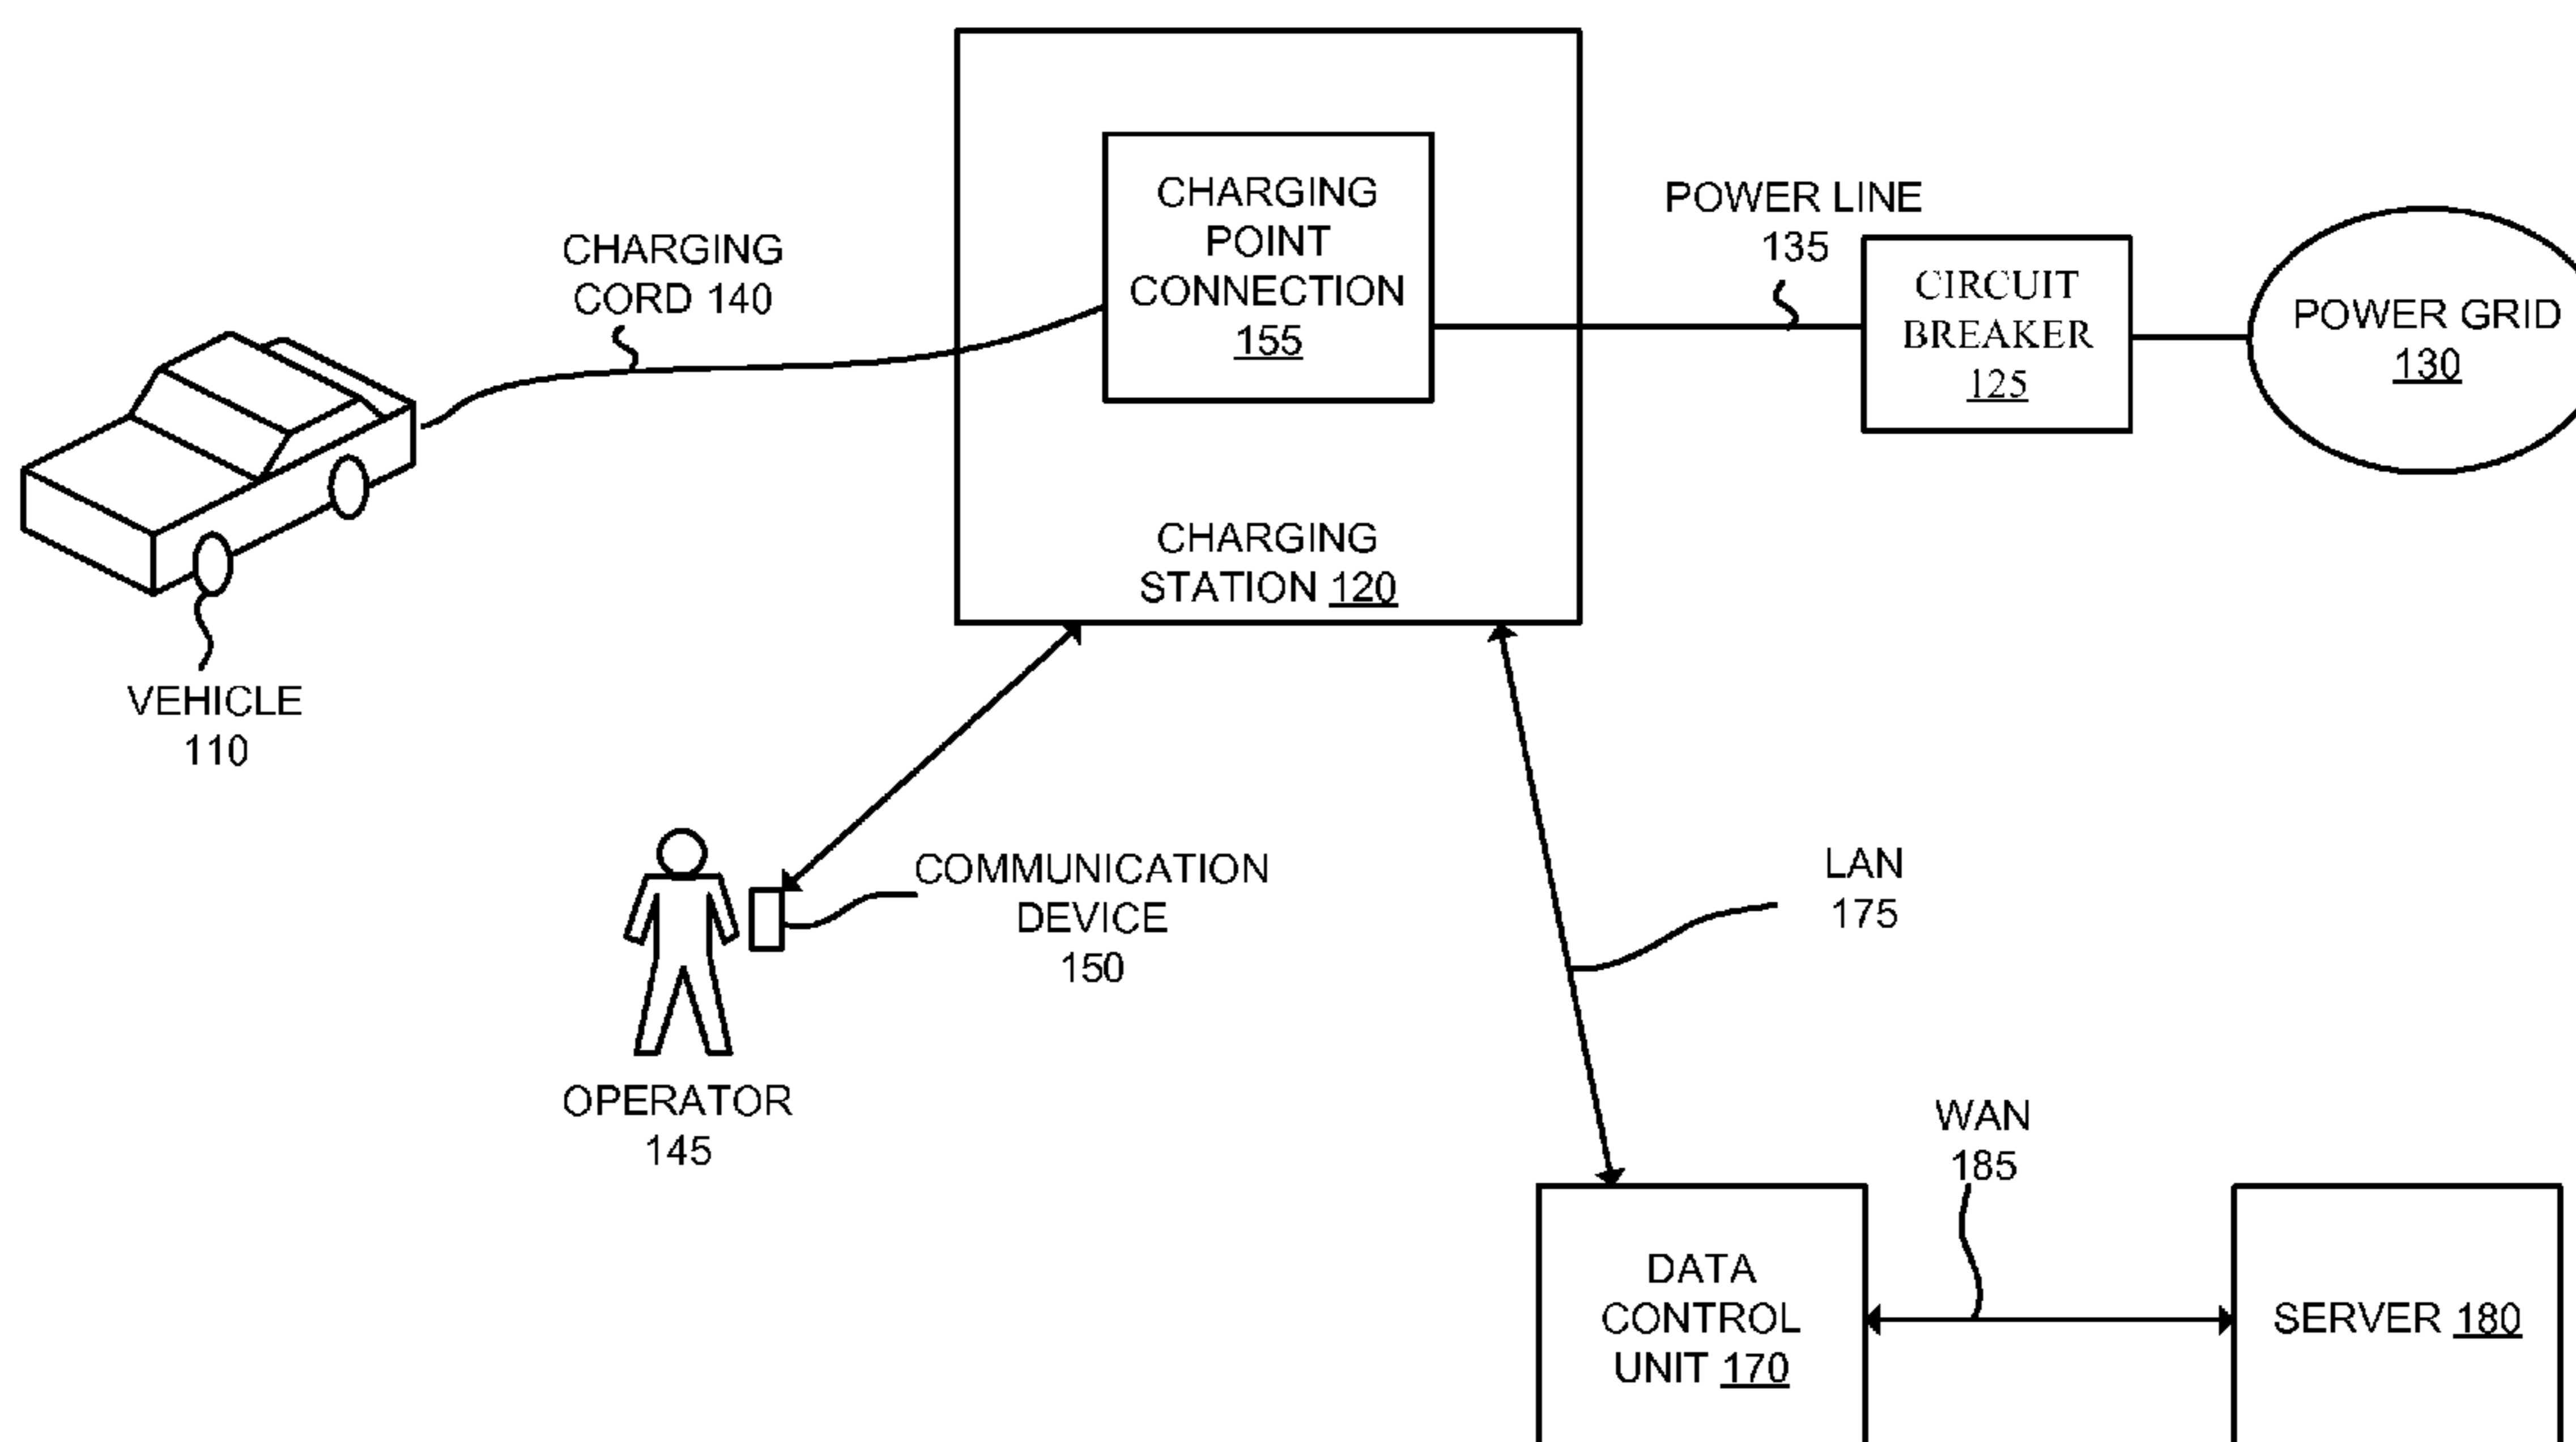 CHARGING
POINT
CONNECTION
155
POWER LINE
135
CHARGING
CORD 140
CIRCUIT
BREAKER
125
POWER GRID
130
CHARGING
STATION 120
VEHICLE
110
COMMUNICATION
DEVICE
150
LAN
175
OPERATOR
145
WAN
185
DATA
CONTROL
UNIT 170
SERVER 180